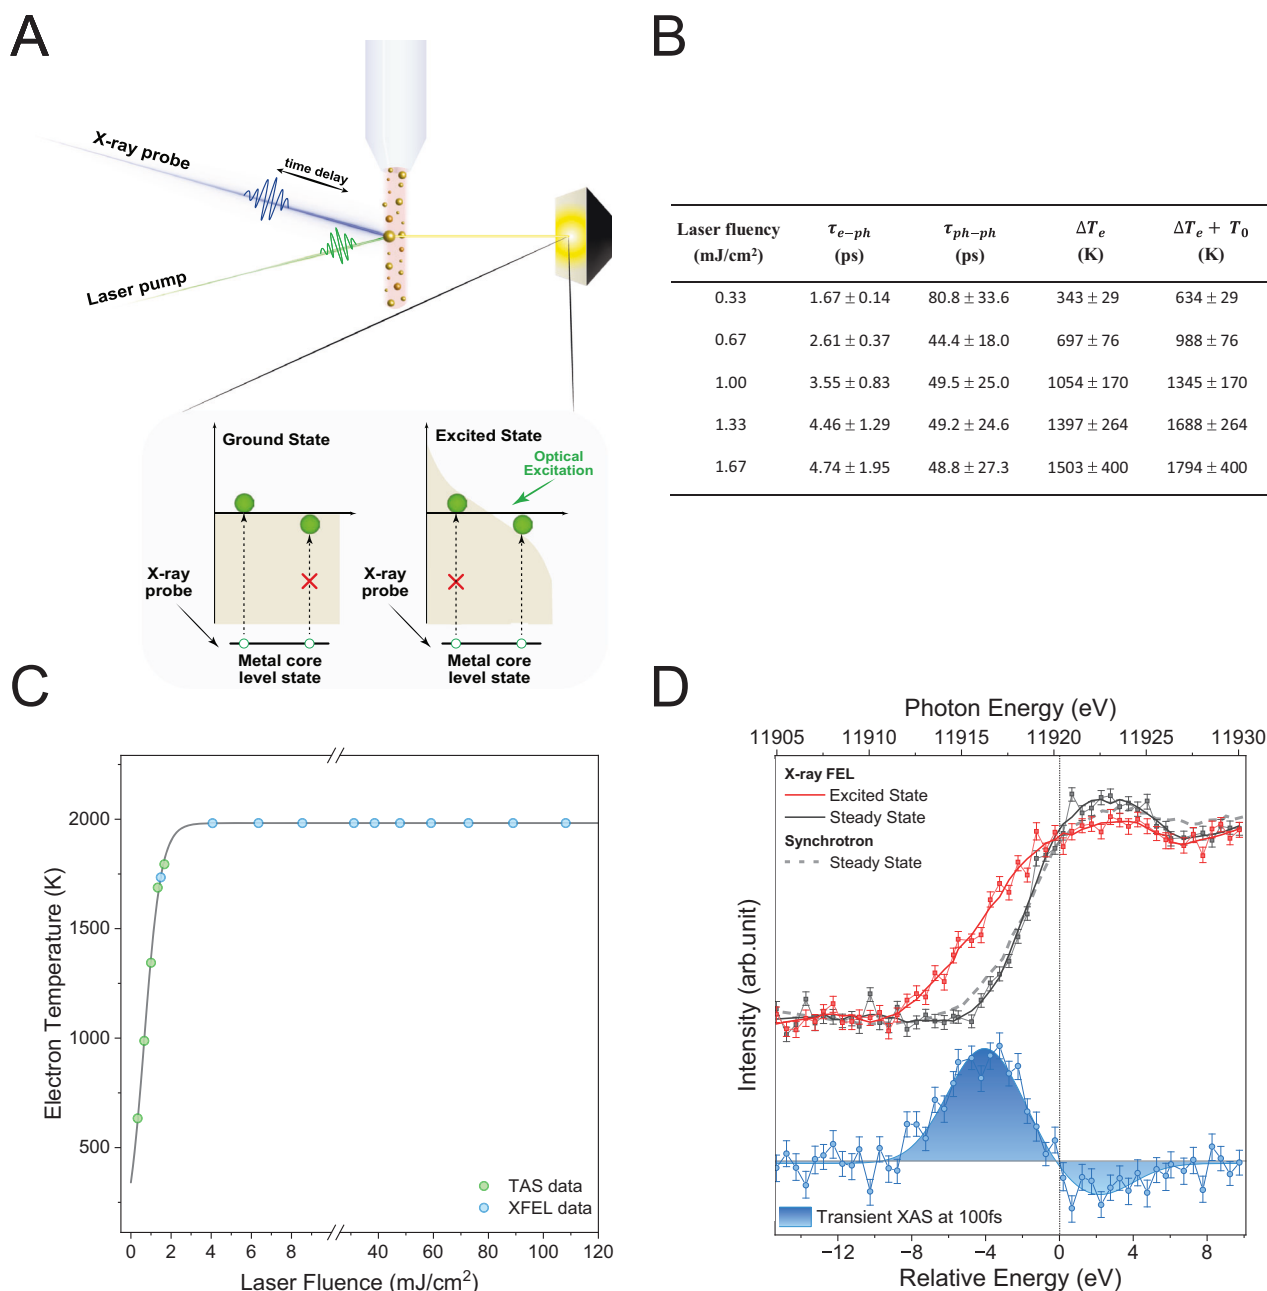 A
X-ray probe
time delay
Laser pump
Ground State
Excited State
Optical
Excitation
X-ray
probe
X-ray
probe
Metal core
level state
Metal core
level state
B
Laser fluency τe−ph τph−ph ΔTe ΔTe + T0
(mJ/cm²) (ps) (ps) (K) (K)
0.33 1.67 ± 0.14 80.8 ± 33.6 343 ± 29 634 ± 29
0.67 2.61 ± 0.37 44.4 ± 18.0 697 ± 76 988 ± 76
1.00 3.55 ± 0.83 49.5 ± 25.0 1054 ± 170 1345 ± 170
1.33 4.46 ± 1.29 49.2 ± 24.6 1397 ± 264 1688 ± 264
1.67 4.74 ± 1.95 48.8 ± 27.3 1503 ± 400 1794 ± 400
C
Electron Temperature (K)
2000
1500
1000
500
TAS data
XFEL data
0 2 4 6 8 40 60 80 100 120
Laser Fluence (mJ/cm²)
D
Photon Energy (eV)
11905 11910 11915 11920 11925 11930
X-ray FEL
Excited State
Steady State
Synchrotron
Steady State
Intensity (arb.unit)
Transient XAS at 100fs
−12 −8 −4 0 4 8
Relative Energy (eV)